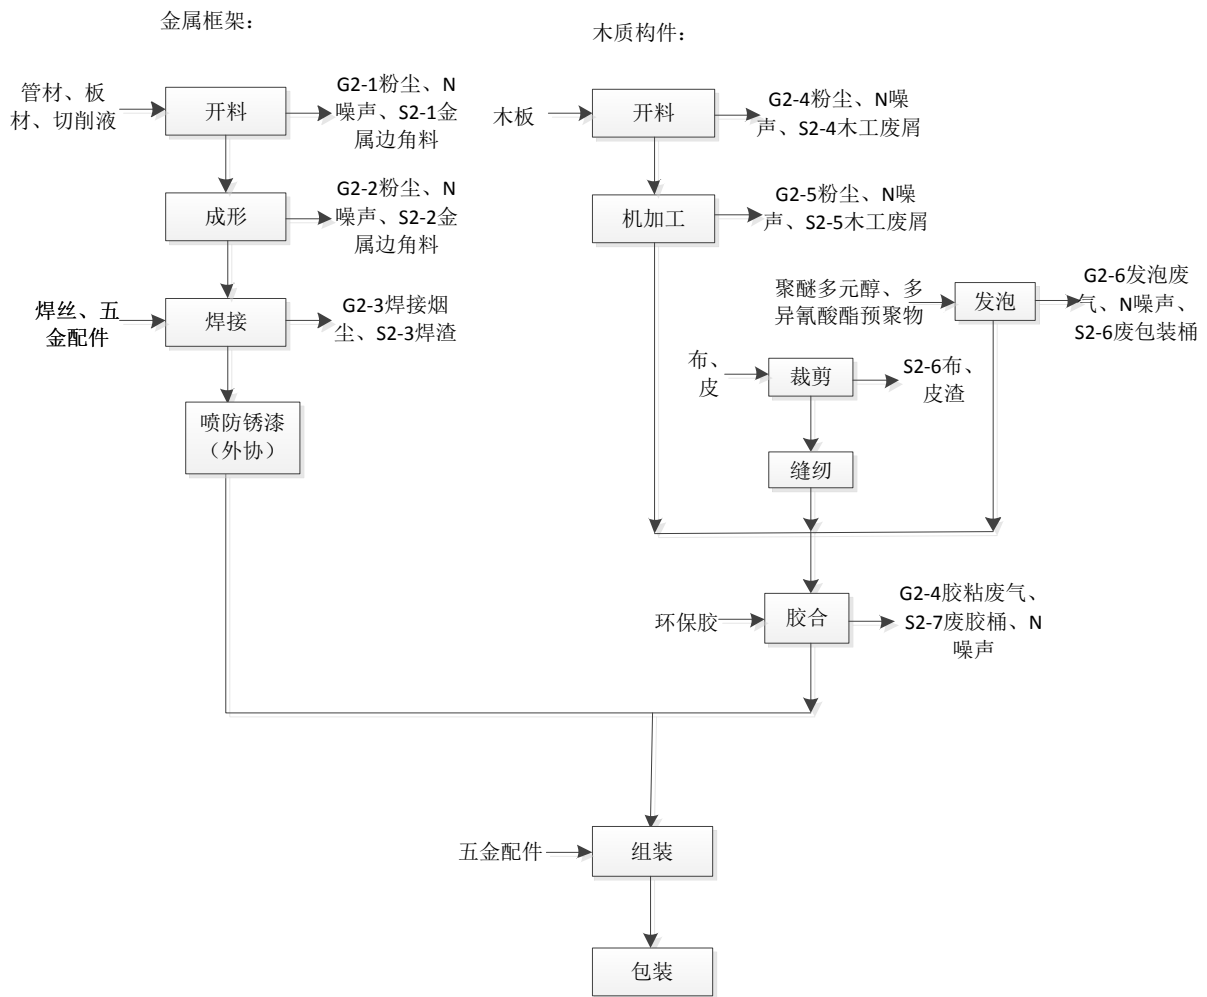 金属框架：
管材、板
材、切削液
开料
G2-1粉尘、N
噪声、S2-1金
属边角料
成形
G2-2粉尘、N
噪声、S2-2金
属边角料
焊丝、五
金配件
焊接
G2-3焊接烟
尘、S2-3焊渣
喷防锈漆
（外协）
木质构件：
木板
开料
G2-4粉尘、N噪
声、S2-4木工废屑
机加工
G2-5粉尘、N噪
声、S2-5木工废屑
聚醚多元醇、多
异氰酸酯预聚物
发泡
G2-6发泡废
气、N噪声、
S2-6废包装桶
布、
皮
裁剪
S2-6布、
皮渣
缝纫
环保胶
胶合
G2-4胶粘废气、
S2-7废胶桶、N
噪声
五金配件
组装
包装